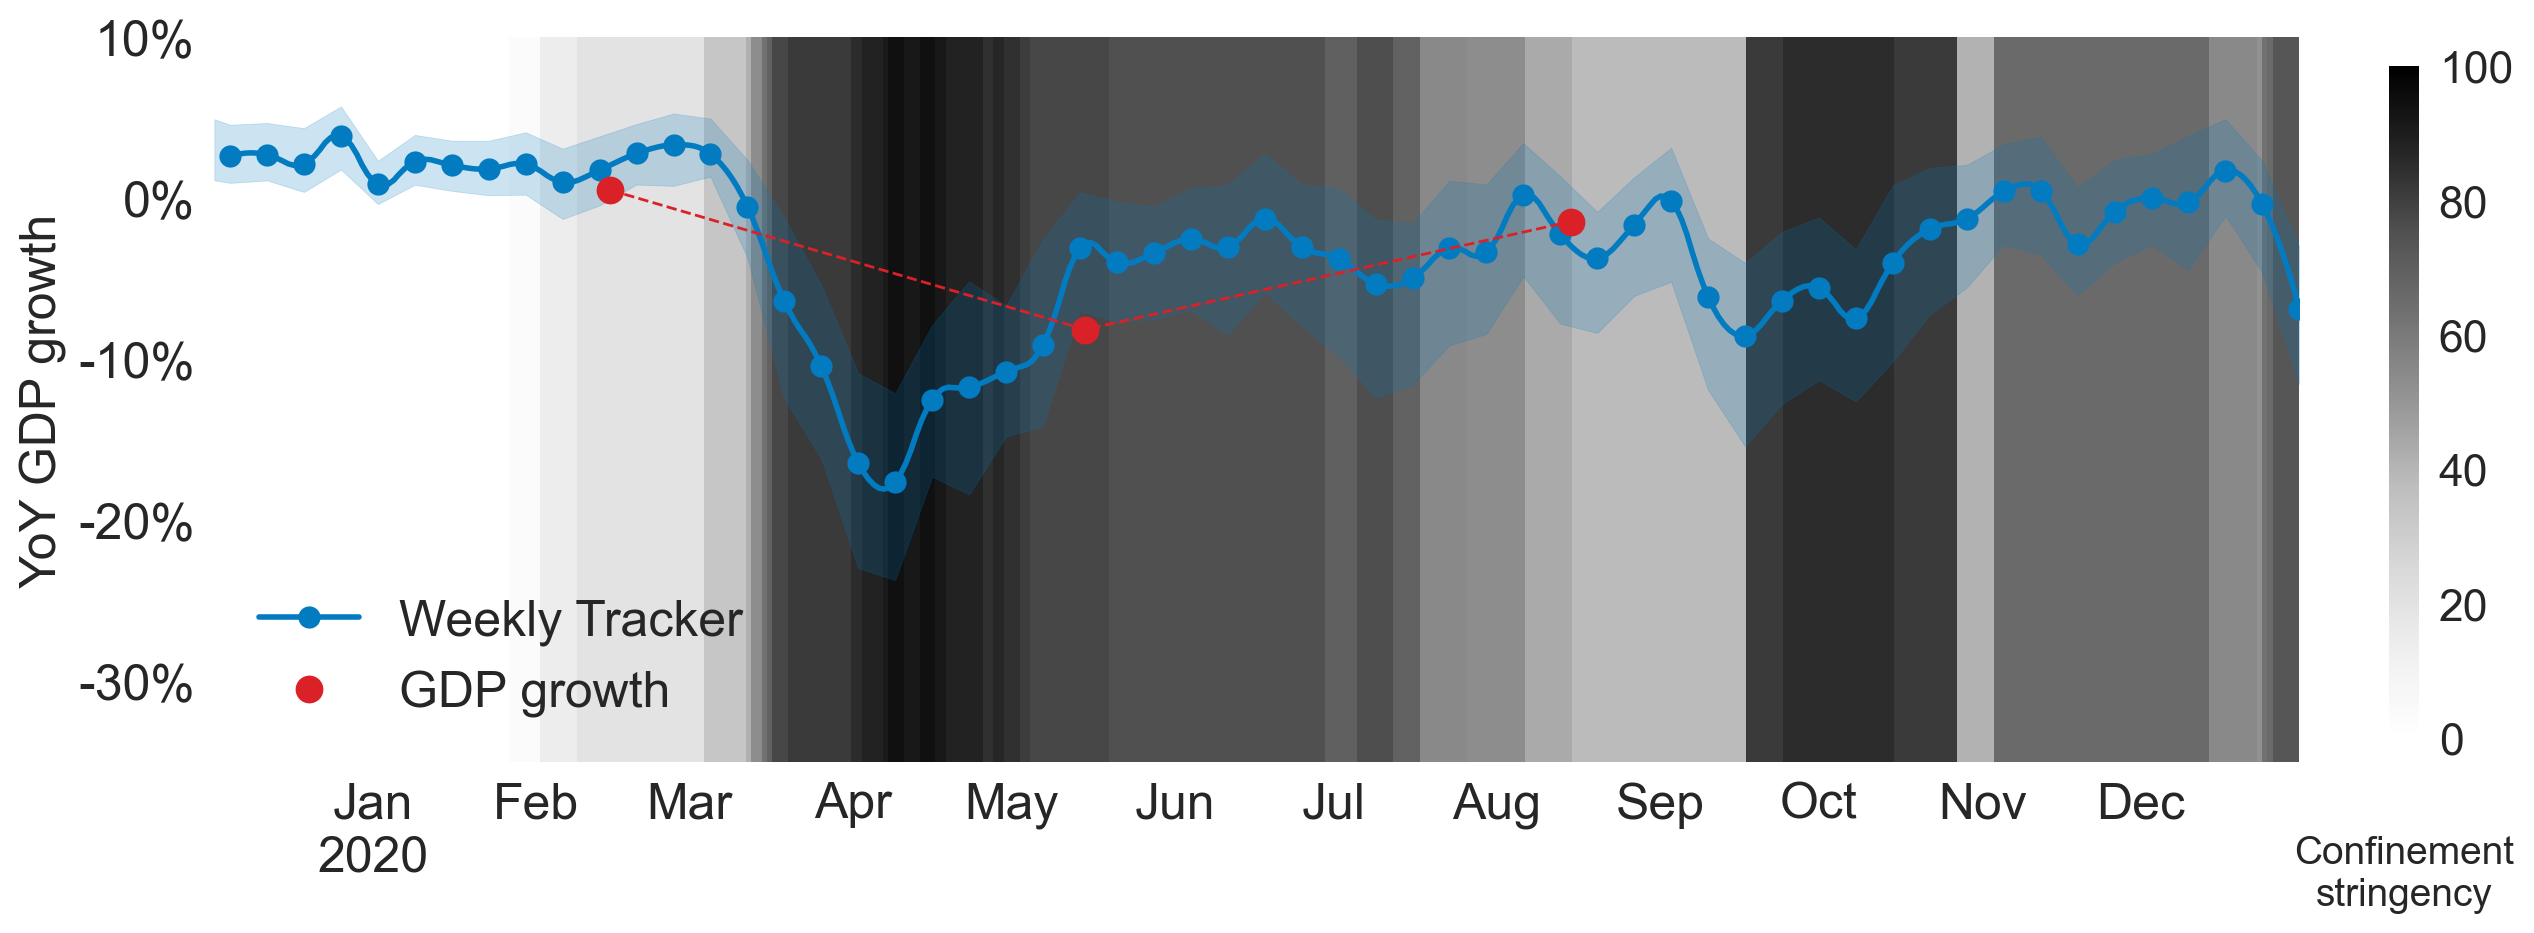 10%
0%
-10%
-20%
-30%
YoY GDP growth
Weekly Tracker
GDP growth
Jan
2020
Feb
Mar
Apr
May
Jun
Jul
Aug
Sep
Oct
Nov
Dec
100
80
60
40
20
0
Confinement
stringency